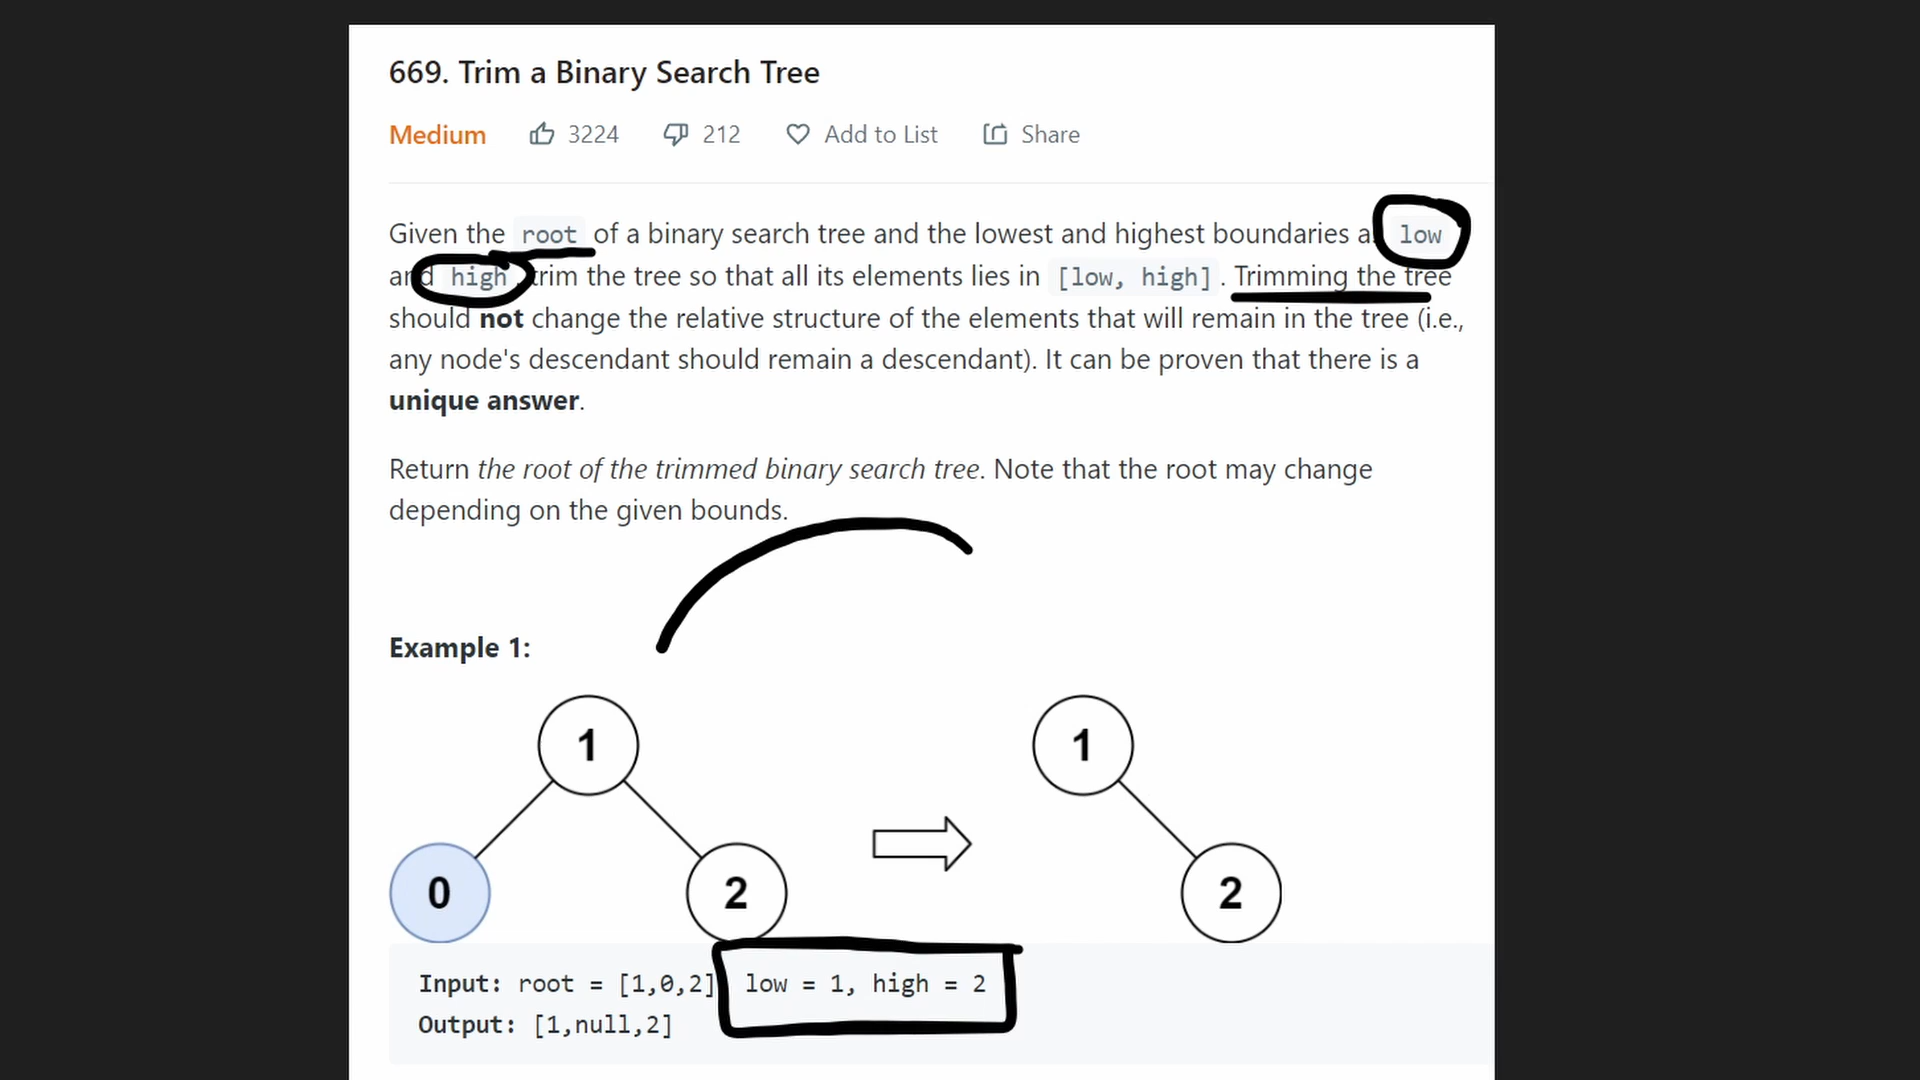 669. Trim a Binary Search Tree
Medium 3224 212 Add to List Share
Given the root of a binary search tree and the lowest and highest boundaries a low
and high trim the tree so that all its elements lies in [low, high]. Trimming the tree
should not change the relative structure of the elements that will remain in the tree (i.e.,
any node's descendant should remain a descendant). It can be proven that there is a
unique answer.
Return the root of the trimmed binary search tree. Note that the root may change
depending on the given bounds.
Example 1:
1 1
0 2 2
Input: root = [1,0,2] low = 1, high = 2
Output: [1,null,2]